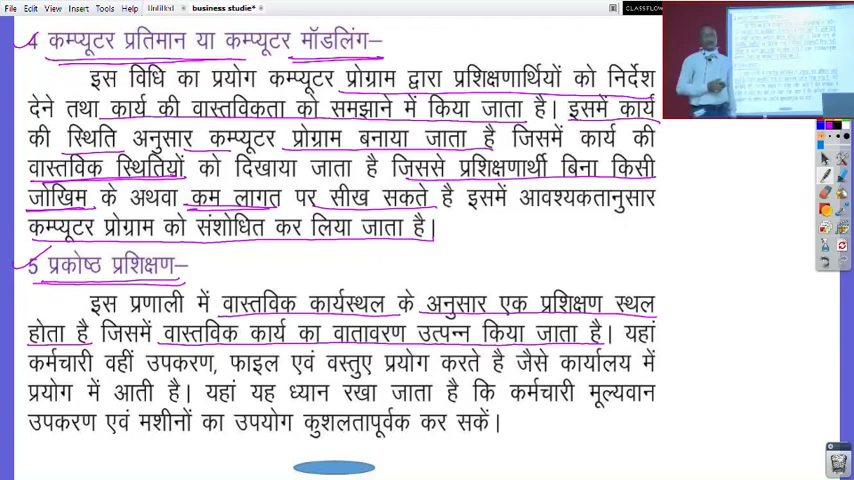 File Edit View Insert Tools Help Untitled business studie* CLASSFLOW
4 कम्प्यूटर प्रतिमान या कम्प्यूटर मॉडलिंग–
इस विधि का प्रयोग कम्प्यूटर प्रोग्राम द्वारा प्रशिक्षणार्थियों को निर्देश
देने तथा कार्य की वास्तविकता को समझाने में किया जाता है। इसमें कार्य
की स्थिति अनुसार कम्प्यूटर प्रोग्राम बनाया जाता है जिसमें कार्य की
वास्तविक स्थितियों को दिखाया जाता है जिससे प्रशिक्षणार्थी बिना किसी
जोखिम के अथवा कम लागत पर सीख सकते है इसमें आवश्यकतानुसार
कम्प्यूटर प्रोग्राम को संशोधित कर लिया जाता है।
5 प्रकोष्ठ प्रशिक्षण–
इस प्रणाली में वास्तविक कार्यस्थल के अनुसार एक प्रशिक्षण स्थल
होता है जिसमें वास्तविक कार्य का वातावरण उत्पन्न किया जाता है। यहां
कर्मचारी वहीं उपकरण, फाइल एवं वस्तुए प्रयोग करते है जैसे कार्यालय में
प्रयोग में आती है। यहां यह ध्यान रखा जाता है कि कर्मचारी मूल्यवान
उपकरण एवं मशीनों का उपयोग कुशलतापूर्वक कर सकें।